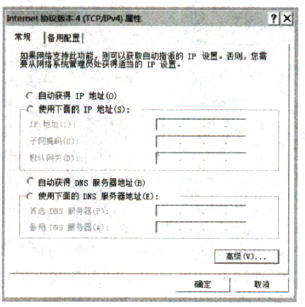 Internet 协议版本 4 (TCP/IPv4) 属性
常规 备用配置
如果网络支持此功能，则可以获取自动指派的 IP 设置。否则，您需
要从网络系统管理员处获得适当的 IP 设置。
自动获得 IP 地址(O)
使用下面的 IP 地址(S):
IP 地址(I):
子网掩码(U):
默认网关(D):
自动获得 DNS 服务器地址(B)
使用下面的 DNS 服务器地址(E):
首选 DNS 服务器(P):
备用 DNS 服务器(A):
高级(V)...
确定 取消